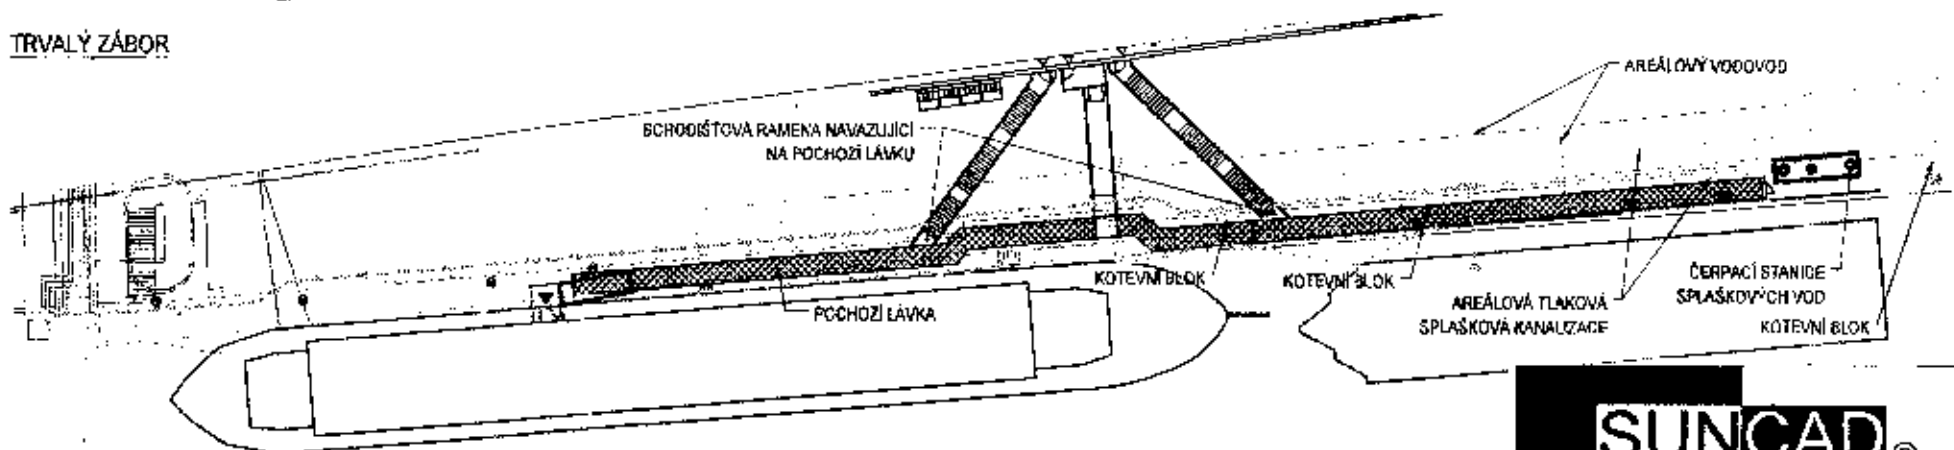 TRVALÝ ZÁBOR
AREÁLOVÝ VODOVOD
SCHODIŠŤOVÁ RAMENA NAVAZUJÍCÍ
NA POCHOZÍ LÁVKU
KOTEVNÍ BLOK
KOTEVNÍ BLOK
POCHOZÍ LÁVKA
AREÁLOVÁ TLAKOVÁ
SPLAŠKOVÁ KANALIZACE
ČERPACÍ STANICE
SPLAŠKOVÝCH VOD
KOTEVNÍ BLOK
SUNCAD®